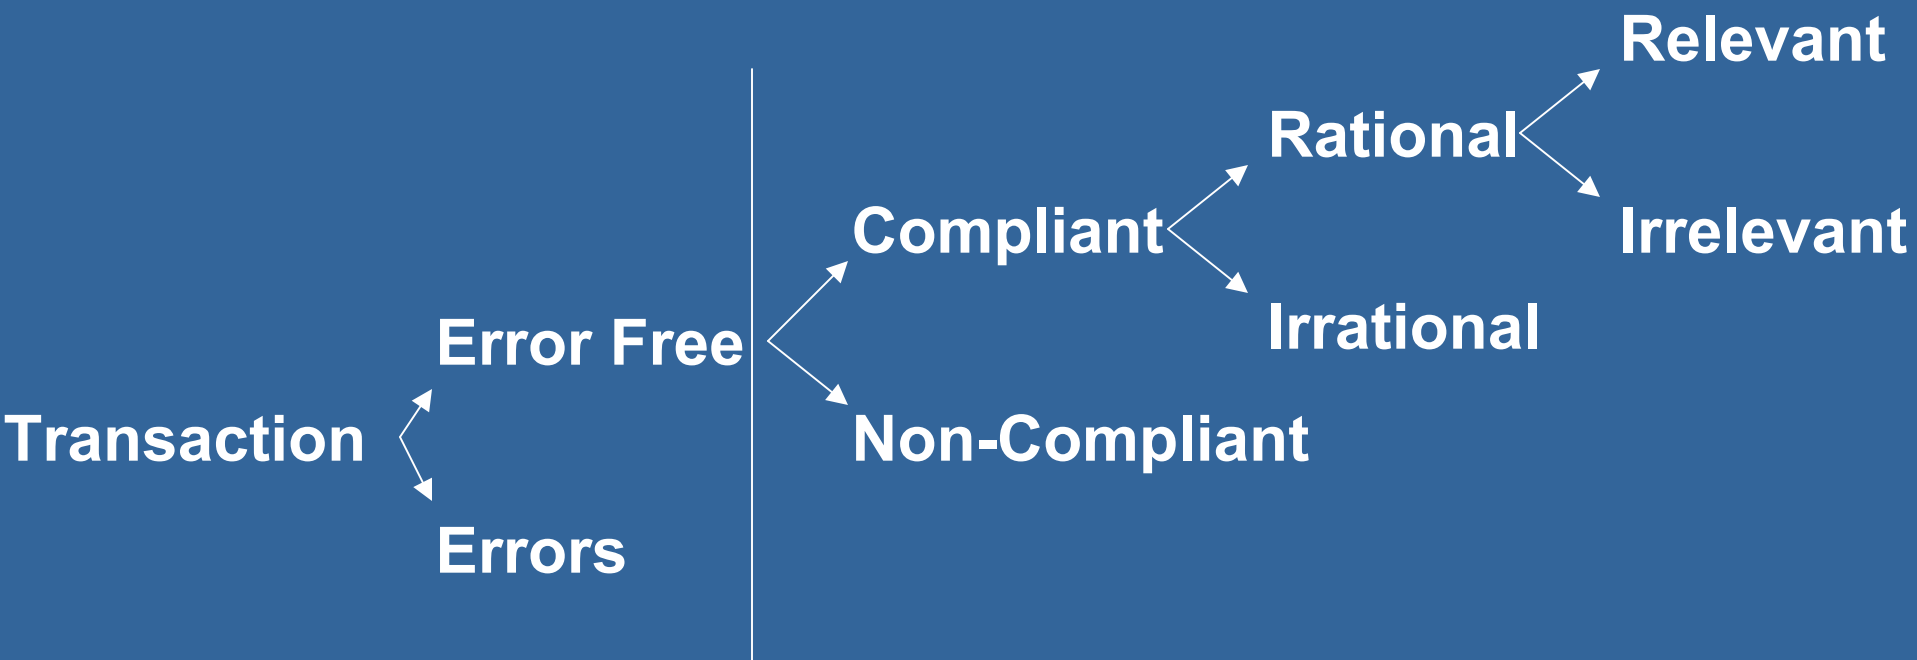 Relevant
Rational
Compliant
Irrelevant
Irrational
Error Free
Transaction
Non-Compliant
Errors